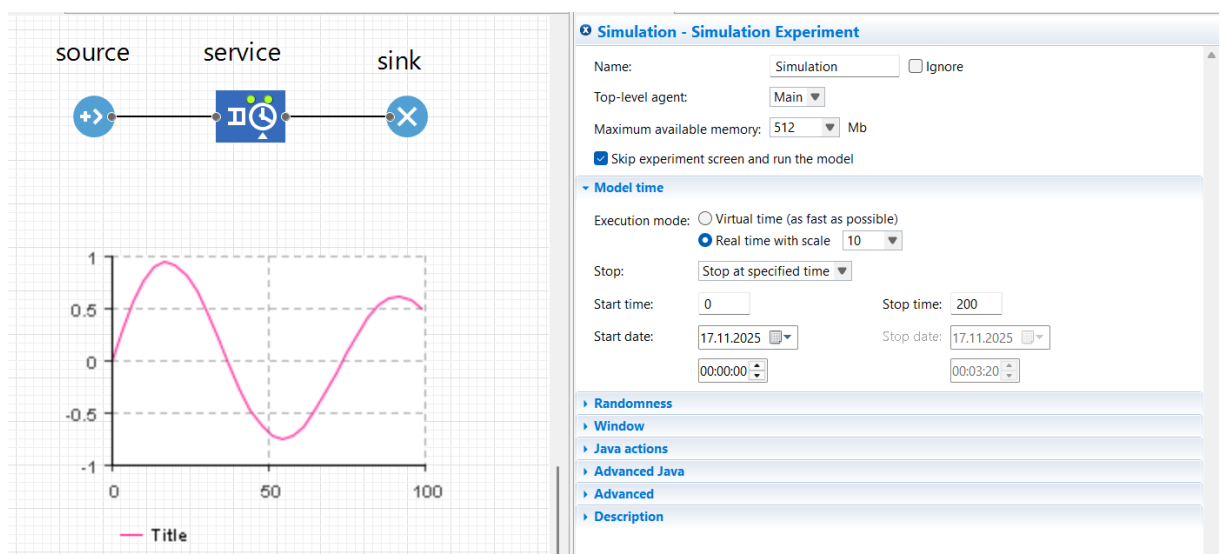 source service sink
1
0.5
0
-0.5
-1
0 50 100
Title
Simulation - Simulation Experiment
Name: Simulation Ignore
Top-level agent: Main
Maximum available memory: 512 Mb
Skip experiment screen and run the model
Model time
Execution mode: Virtual time (as fast as possible)
Real time with scale 10
Stop: Stop at specified time
Start time: 0 Stop time: 200
Start date: 17.11.2025 Stop date: 17.11.2025
00:00:00 00:03:20
Randomness
Window
Java actions
Advanced Java
Advanced
Description